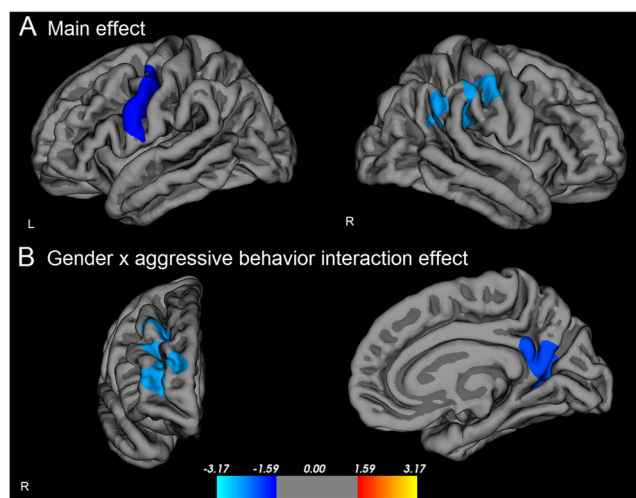 A Main effect
L
R
B Gender x aggressive behavior interaction effect
R
-3.17 -1.59 0.00 1.59 3.17